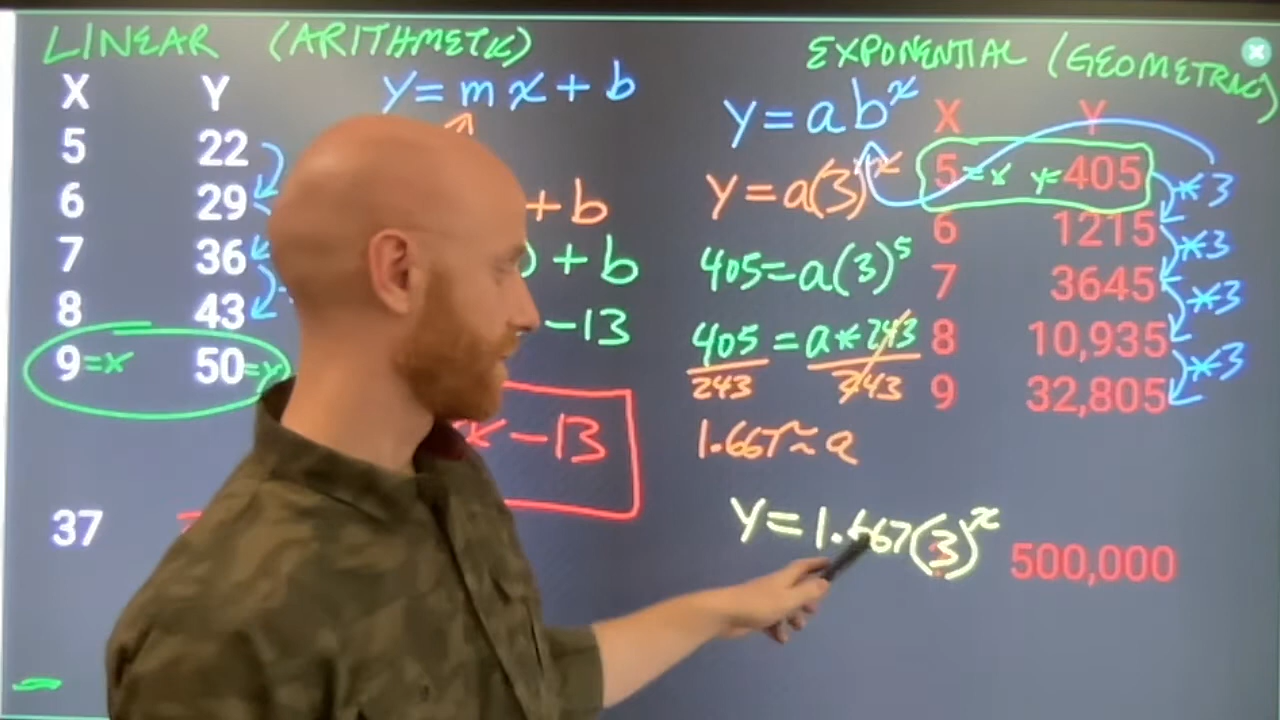 LINEAR (ARITHMETIC)
X Y
5 22
6 29
7 36
8 43
9=x 50=y
37
Y=mx+b
+b
)+b
-13
x-13
EXPONENTIAL (GEOMETRIC)
Y=ab^x
Y=a(3)^x
405=a(3)^5
405=a*243
243 243
1.667≈a
Y=1.667(3)^x
X Y
5=x y=405
6 1215
7 3645
8 10,935
9 32,805
*3
*3
*3
*3
500,000